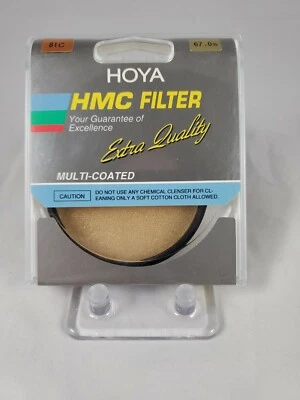 81C
67.0s
HOYA
HMC FILTER
Your Guarantee of
Excellence
Extra Quality
MULTI-COATED
CAUTION
DO NOT USE ANY CHEMICAL CLENSER FOR CL-
EANING ONLY A SOFT COTTON CLOTH ALLOWED.